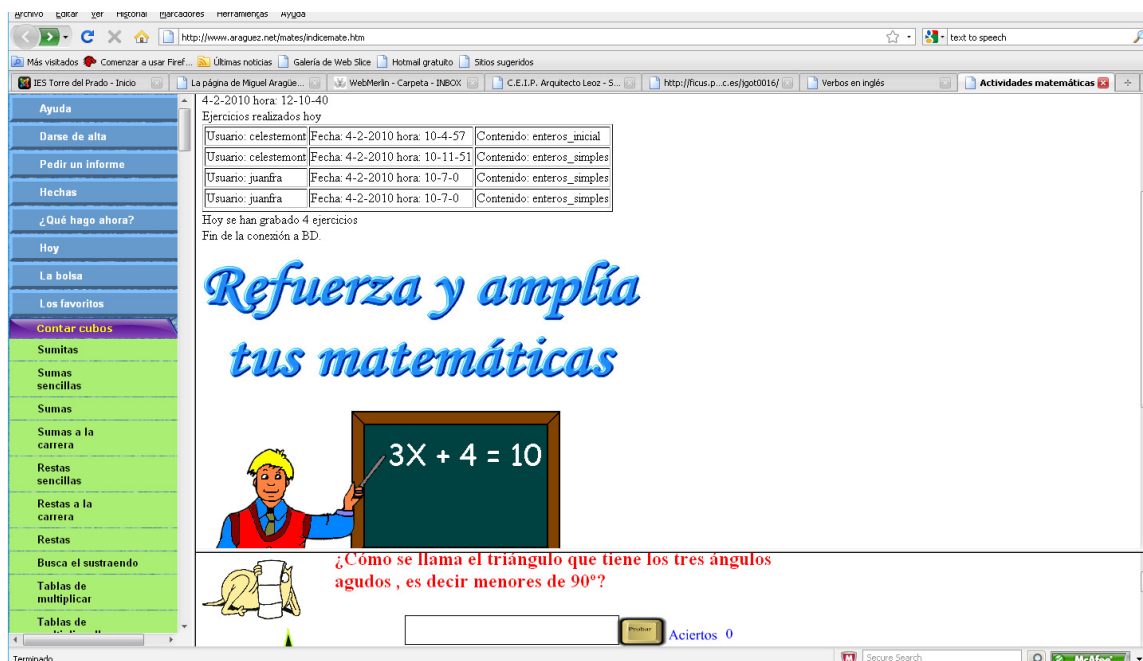 Archivo Editar Ver Historial Marcadores Herramientas Ayuda
http://www.araguez.net/mates/indicemate.htm
text to speech
Más visitados Comenzar a usar Firef... Últimas noticias Galería de Web Slice Hotmail gratuito Sitios sugeridos
IES Torre del Prado - Inicio La página de Miguel Aragüe... WebMerlin - Carpeta - INBOX C.E.I.P. Arquitecto Leoz - S... http://ficus.p...c.es/jgot0016/ Verbos en inglés Actividades matemáticas
Ayuda
Darse de alta
Pedir un informe
Hechas
¿Qué hago ahora?
Hoy
La bolsa
Los favoritos
Contar cubos
Sumitas
Sumas
sencillas
Sumas
Sumas a la
carrera
Restas
sencillas
Restas a la
carrera
Restas
Busca el sustraendo
Tablas de
multiplicar
Tablas de
4-2-2010 hora: 12-10-40
Ejercicios realizados hoy
Usuario: celestemont Fecha: 4-2-2010 hora: 10-4-57 Contenido: enteros_inicial
Usuario: celestemont Fecha: 4-2-2010 hora: 10-11-51 Contenido: enteros_simples
Usuario: juanfra Fecha: 4-2-2010 hora: 10-7-0 Contenido: enteros_simples
Usuario: juanfra Fecha: 4-2-2010 hora: 10-7-0 Contenido: enteros_simples
Hoy se han grabado 4 ejercicios
Fin de la conexión a BD.
Refuerza y amplía
tus matemáticas
3X + 4 = 10
¿Cómo se llama el triángulo que tiene los tres ángulos
agudos , es decir menores de 90º?
Probar
Aciertos 0
Terminado
Secure Search
McAfee